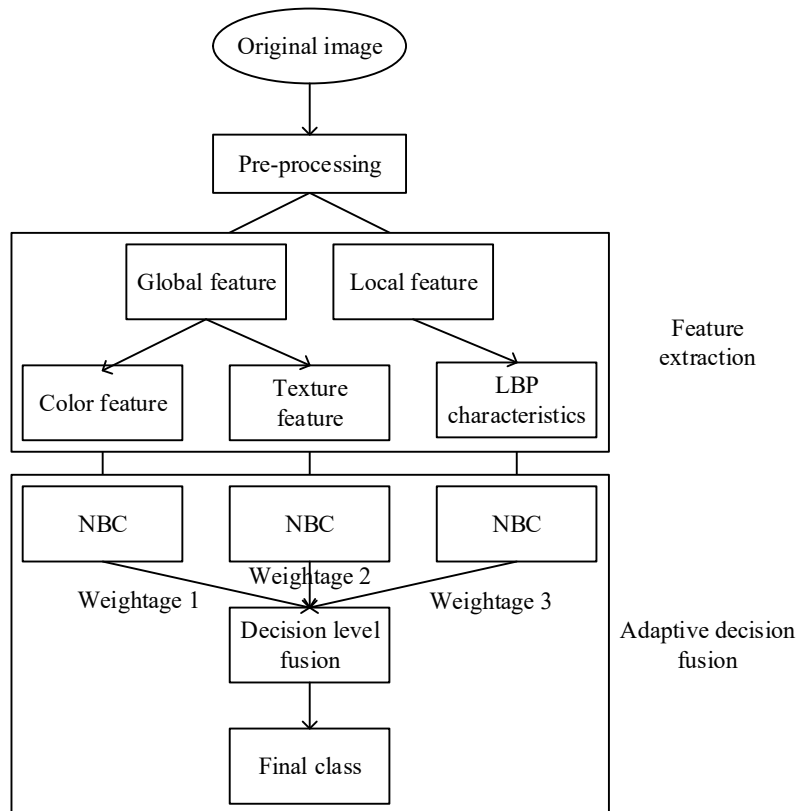 Original image
Pre-processing
Global feature
Local feature
Feature
extraction
Color feature
Texture
feature
LBP
characteristics
NBC
NBC
NBC
Weightage 1
Weightage 2
Weightage 3
Decision level
fusion
Adaptive decision
fusion
Final class